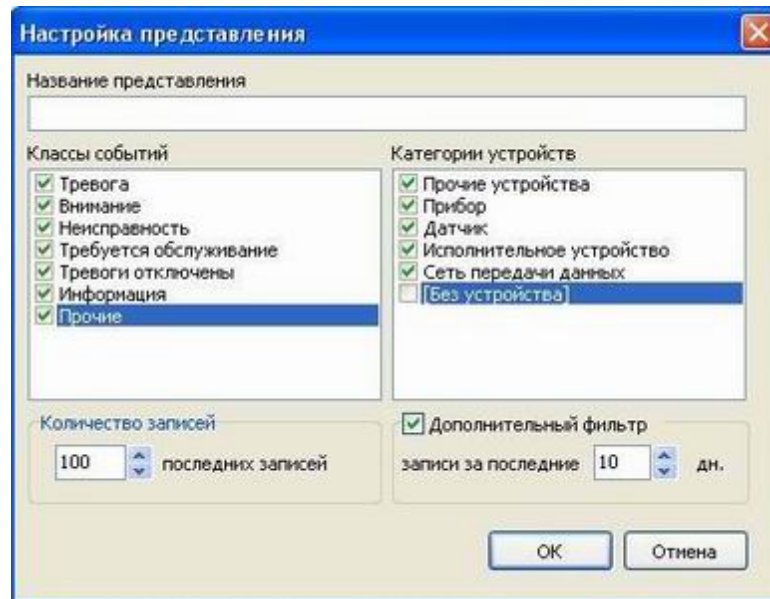 Настройка представления
Название представления
Классы событий
Тревога
Внимание
Неисправность
Требуется обслуживание
Тревоги отключены
Информация
Прочие
Категории устройств
Прочие устройства
Прибор
Датчик
Исполнительное устройство
Сеть передачи данных
[Без устройства]
Количество записей
100 последних записей
Дополнительный фильтр
записи за последние 10 дн.
OK
Отмена